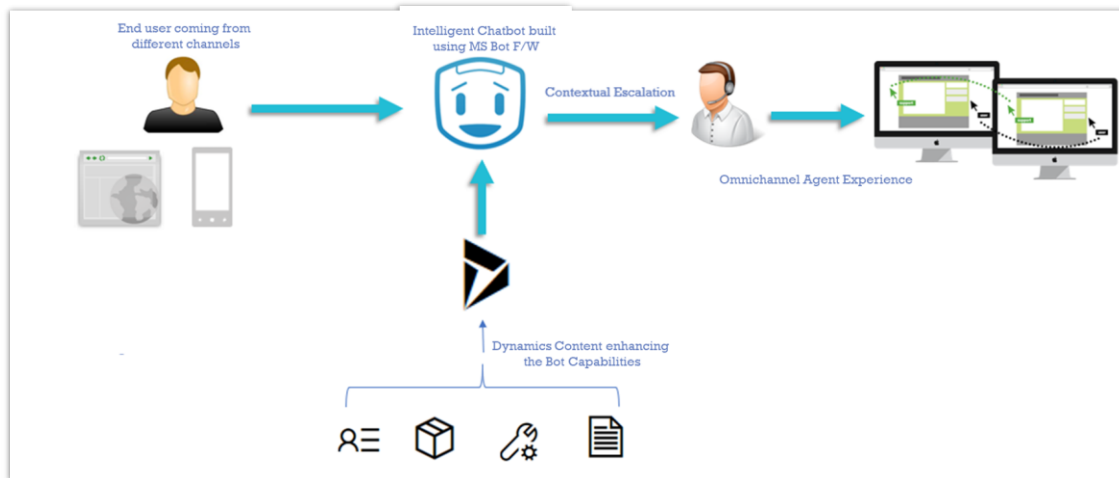 End user coming from
different channels
Intelligent Chatbot built
using MS Bot F/W
Contextual Escalation
Omnichannel Agent Experience
Dynamics Content enhancing
the Bot Capabilities